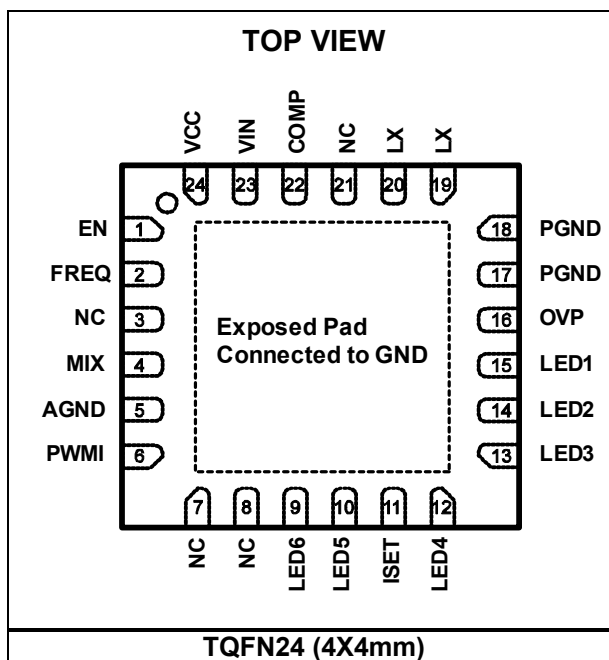 TOP VIEW
VCC VIN COMP NC LX LX
24 23 22 21 20 19
EN 1 18 PGND
FREQ 2 17 PGND
NC 3 16 OVP
MIX 4 15 LED1
AGND 5 14 LED2
PWMI 6 13 LED3
Exposed Pad
Connected to GND
7 8 9 10 11 12
NC NC LED6 LED5 ISET LED4
TQFN24 (4X4mm)